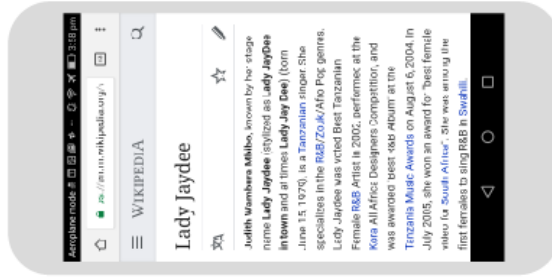 Aeroplane mode 3:18 pm
en.m.wikipedia.org/
WIKIPEDIA
Lady Jaydee
Judith Wambura Mbibo, known by her stage
name Lady Jaydee (stylized as Lady JayDee
in town and at times Lady Jay Dee) (born
June 15, 1979), is a Tanzanian singer. She
specializes in the R&B/Zouk/Afro Pop genres.
Lady Jaydee was voted Best Tanzanian
Female R&B Artist in 2002, performed at the
Kora All Africa Designers Competition, and
was awarded "Best R&B Album" at the
Tanzania Music Awards on August 6, 2004. In
July 2005, she won an award for "best female
video for South Africa". She was among the
first females to sing R&B in Swahili.